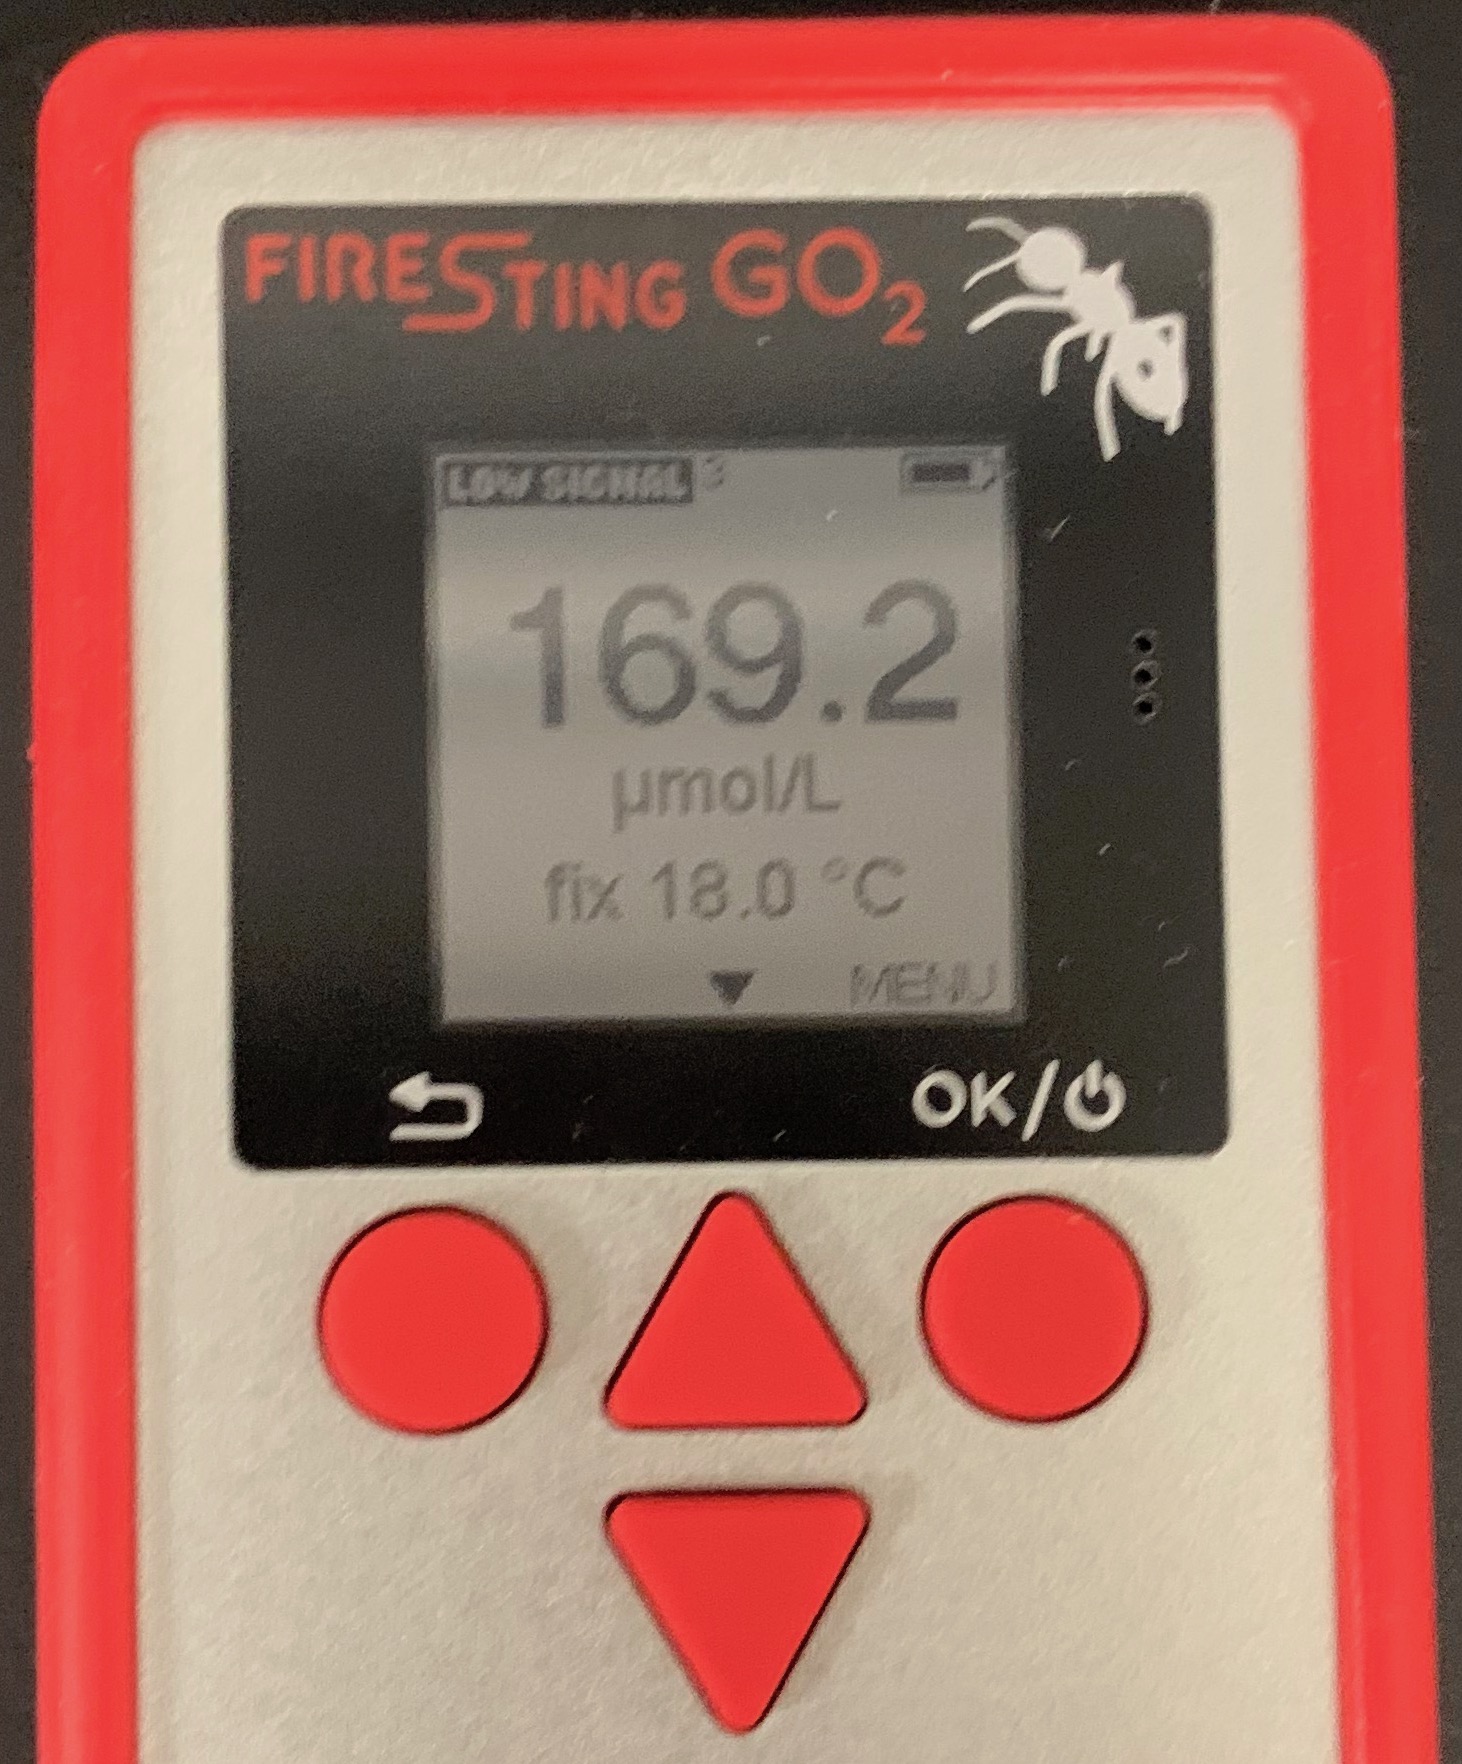 FIRESTING GO₂
LOW SIGNAL
169.2
µmol/L
fix 18.0 °C
MENU
OK/